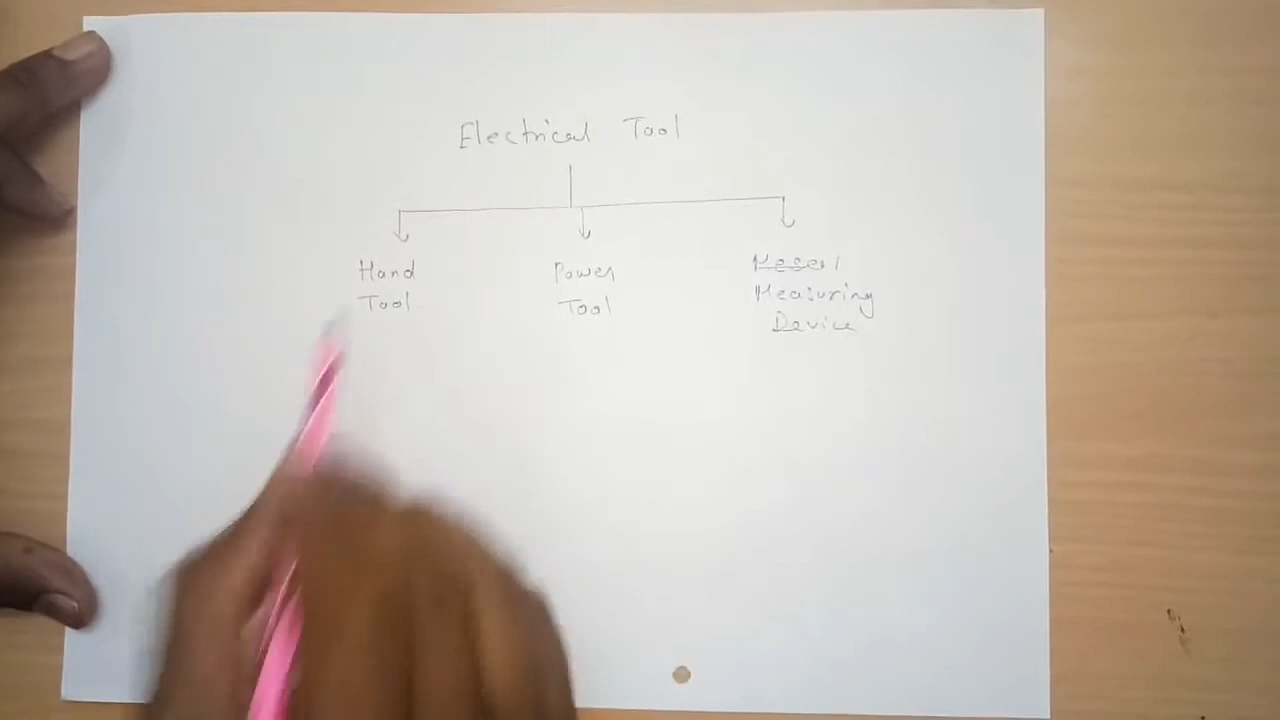 Electrical Tool
Hand
Tool
Power
Tool
Measuring
Device